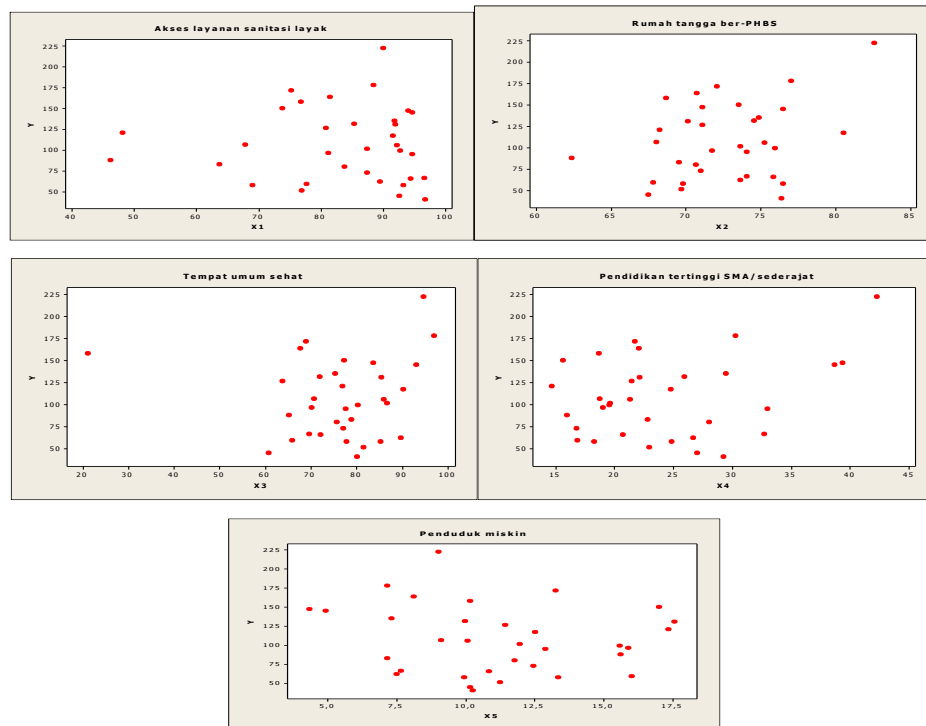 Akses layanan sanitasi layak
225
200
175
150
125
100
75
50
Y
40 50 60 70 80 90 100
X1
Rumah tangga ber-PHBS
225
200
175
150
125
100
75
50
Y
60 65 70 75 80 85
X2
Tempat umum sehat
225
200
175
150
125
100
75
50
Y
20 30 40 50 60 70 80 90 100
X3
Pendidikan tertinggi SMA/sederajat
225
200
175
150
125
100
75
50
Y
15 20 25 30 35 40 45
X4
Penduduk miskin
225
200
175
150
125
100
75
50
Y
5,0 7,5 10,0 12,5 15,0 17,5
X5